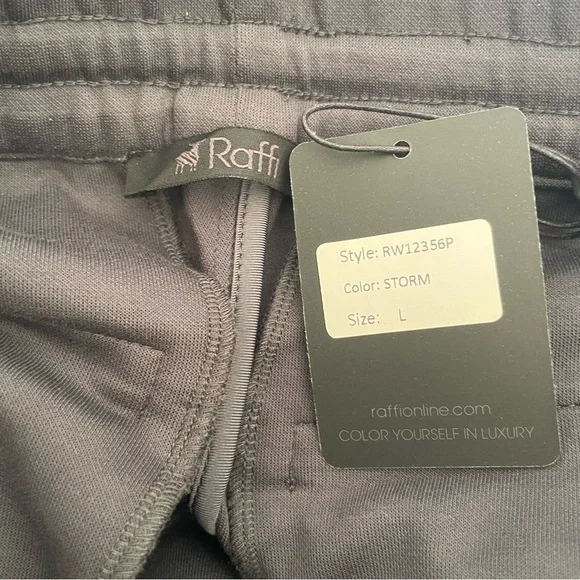 Raffi
Style: RW12356P
Color: STORM
Size: L
raffionline.com
COLOR YOURSELF IN LUXURY